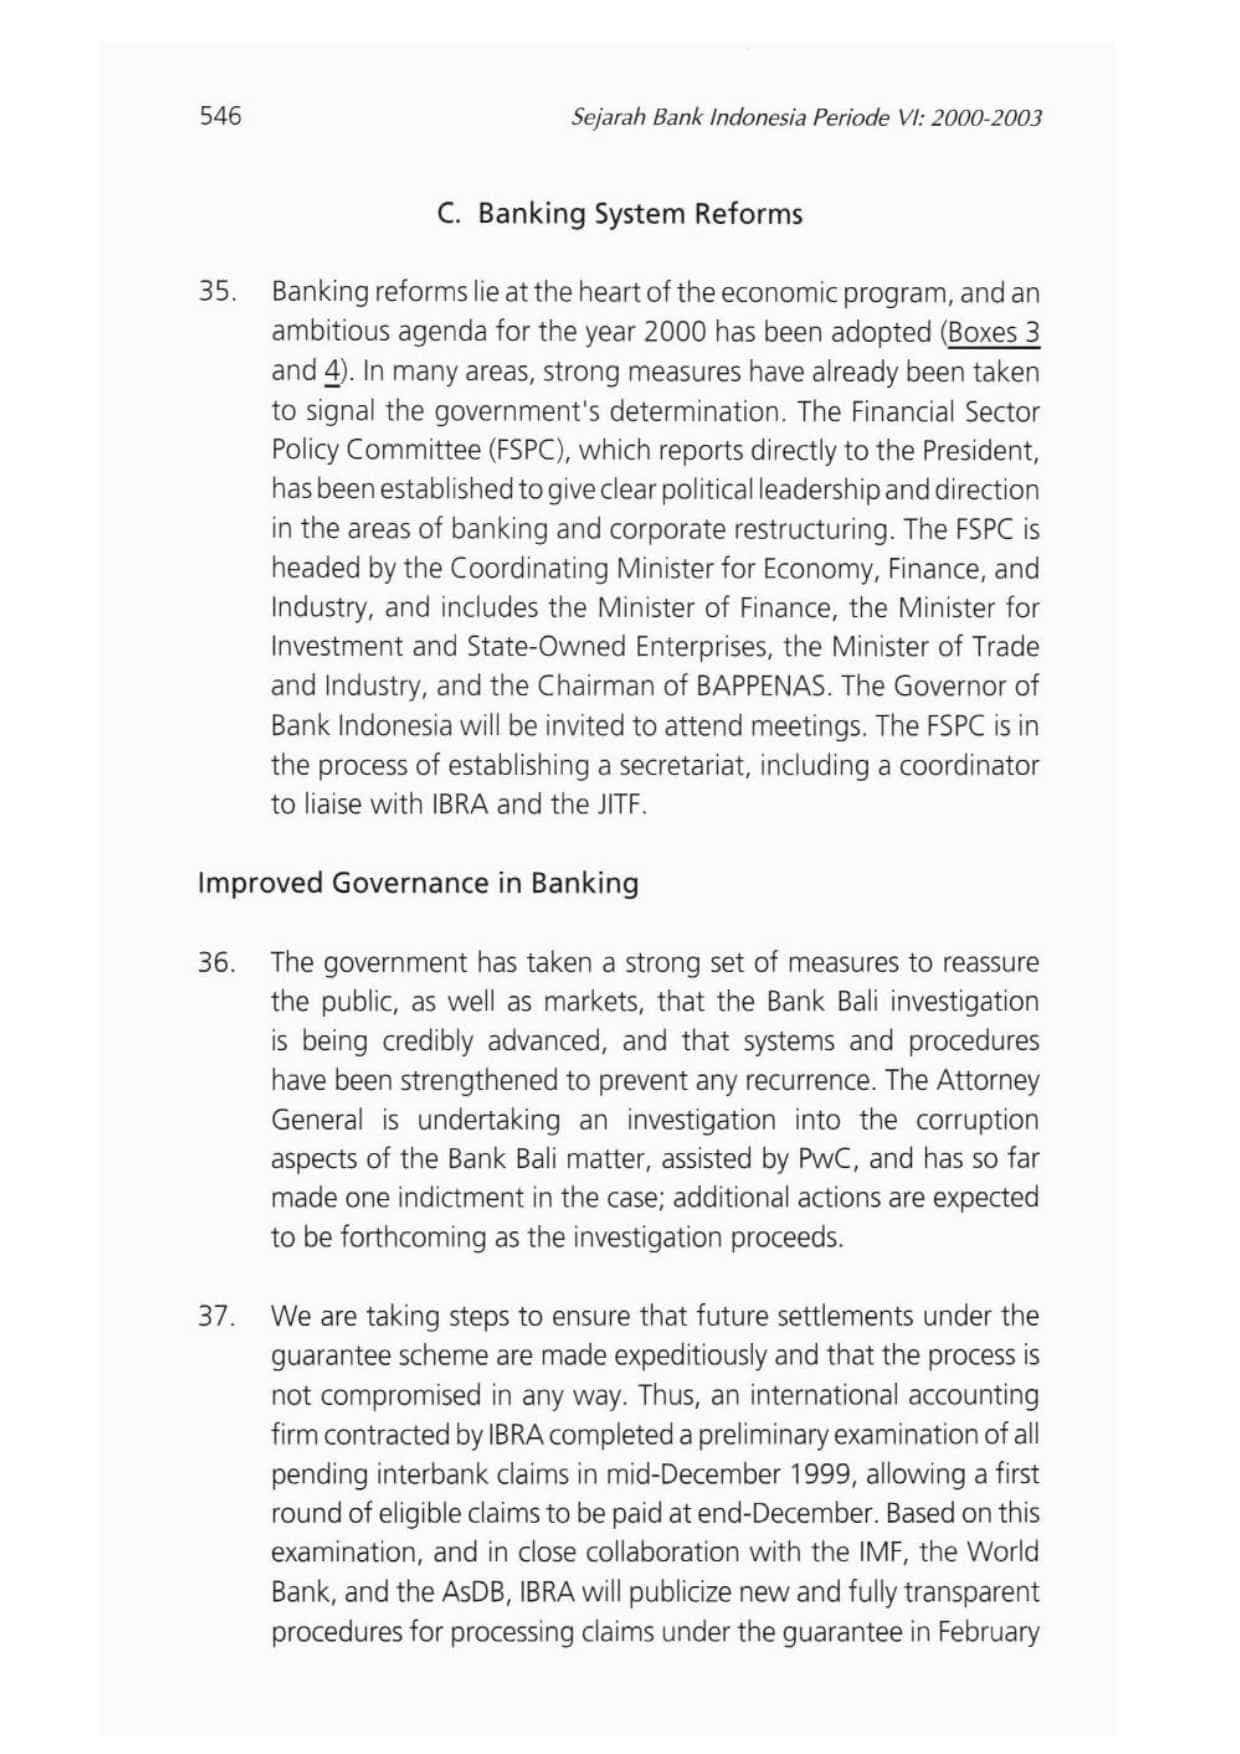 546
Sejarah Bank Indonesia Periode VI: 2000-2003
C. Banking System Reforms
35. Banking reforms lie at the heart of the economic program, and an
ambitious agenda for the year 2000 has been adopted (Boxes 3
and 4). In many areas, strong measures have already been taken
to signal the government's determination. The Financial Sector
Policy Committee (FSPC), which reports directly to the President,
has been established to give clear political leadership and direction
in the areas of banking and corporate restructuring. The FSPC is
headed by the Coordinating Minister for Economy, Finance, and
Industry, and includes the Minister of Finance, the Minister for
Investment and State-Owned Enterprises, the Minister of Trade
and Industry, and the Chairman of BAPPENAS. The Governor of
Bank Indonesia will be invited to attend meetings. The FSPC is in
the process of establishing a secretariat, including a coordinator
to liaise with IBRA and the JITF.
Improved Governance in Banking
36. The government has taken a strong set of measures to reassure
the public, as well as markets, that the Bank Bali investigation
is being credibly advanced, and that systems and procedures
have been strengthened to prevent any recurrence. The Attorney
General is undertaking an investigation into the corruption
aspects of the Bank Bali matter, assisted by PwC, and has so far
made one indictment in the case; additional actions are expected
to be forthcoming as the investigation proceeds.
37. We are taking steps to ensure that future settlements under the
guarantee scheme are made expeditiously and that the process is
not compromised in any way. Thus, an international accounting
firm contracted by IBRA completed a preliminary examination of all
pending interbank claims in mid-December 1999, allowing a first
round of eligible claims to be paid at end-December. Based on this
examination, and in close collaboration with the IMF, the World
Bank, and the AsDB, IBRA will publicize new and fully transparent
procedures for processing claims under the guarantee in February